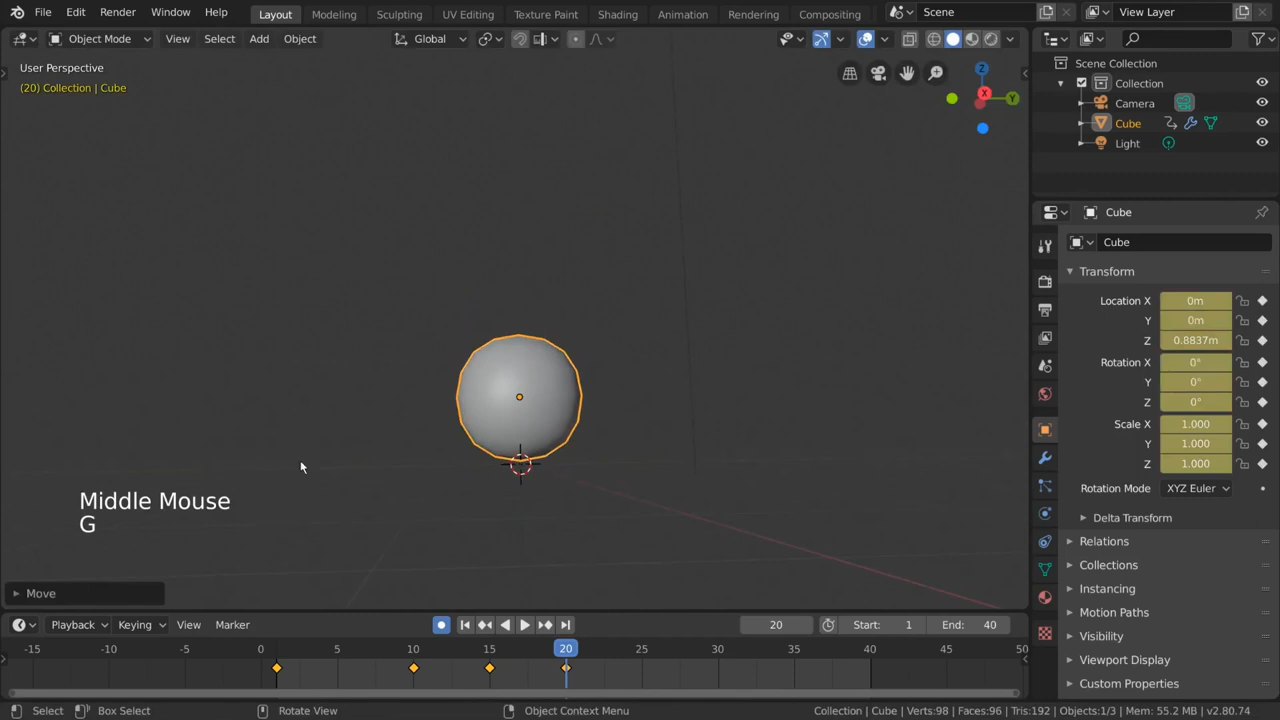 File Edit Render Window Help Layout Modeling Sculpting UV Editing Texture Paint Shading Animation Rendering Compositing Scene View Layer
Object Mode View Select Add Object Global
User Perspective
(20) Collection | Cube
X Y Z
Scene Collection
Collection
Camera
Cube
Light
Cube
Cube
Transform
Location X 0m
Y 0m
Z 0.8837m
Rotation X 0°
Y 0°
Z 0°
Scale X 1.000
Y 1.000
Z 1.000
Rotation Mode XYZ Euler
Delta Transform
Relations
Collections
Instancing
Motion Paths
Visibility
Viewport Display
Custom Properties
Middle Mouse
G
Move
Playback Keying View Marker 20 Start: 1 End: 40
-15 -10 -5 0 5 10 15 20 25 30 35 40 45 50
Select Box Select Rotate View Object Context Menu Collection | Cube | Verts:98 | Faces:96 | Tris:192 | Objects:1/3 | Mem: 55.2 MB | v2.80.74